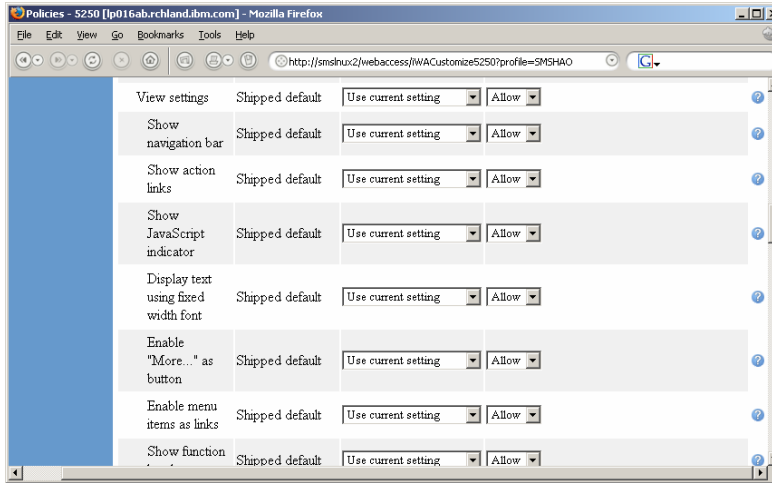 Policies - 5250 [lp016ab.rchland.ibm.com] - Mozilla Firefox
File Edit View Go Bookmarks Tools Help
http://smslnux2/webaccess/iWACustomize5250?profile=SMSHAO G
View settings Shipped default Use current setting Allow ?
Show
navigation bar Shipped default Use current setting Allow ?
Show action
links Shipped default Use current setting Allow ?
Show
JavaScript Shipped default Use current setting Allow ?
indicator
Display text
using fixed Shipped default Use current setting Allow ?
width font
Enable
"More..." as Shipped default Use current setting Allow ?
button
Enable menu
items as links Shipped default Use current setting Allow ?
Show function
Shipped default Use current setting Allow ?